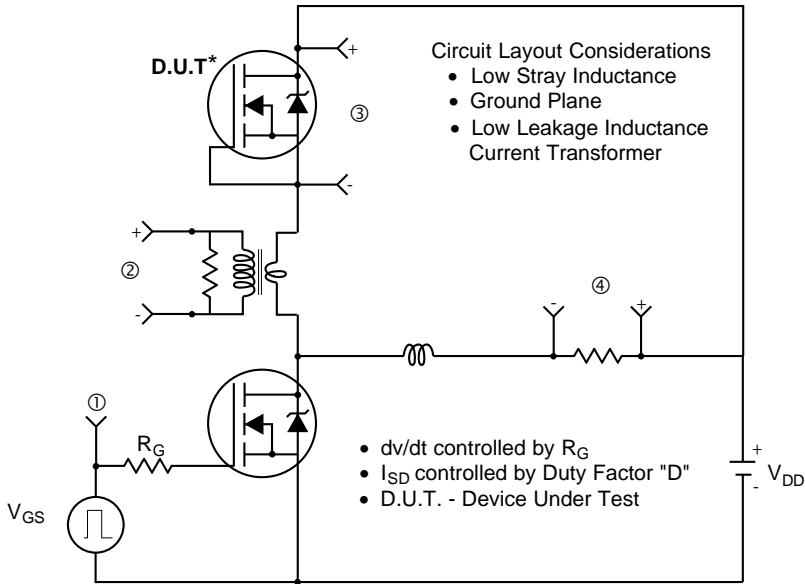 D.U.T*
+
③
-
Circuit Layout Considerations
• Low Stray Inductance
• Ground Plane
• Low Leakage Inductance
Current Transformer
+
②
-
-
④
+
①
R_G
V_GS
• dv/dt controlled by R_G
• I_SD controlled by Duty Factor "D"
• D.U.T. - Device Under Test
+
-
V_DD